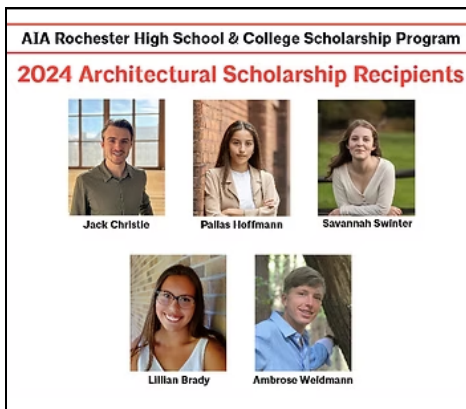 AIA Rochester High School & College Scholarship Program
2024 Architectural Scholarship Recipients
Jack Christie
Pallas Hoffmann
Savannah Swinter
Lillian Brady
Ambrose Weidmann